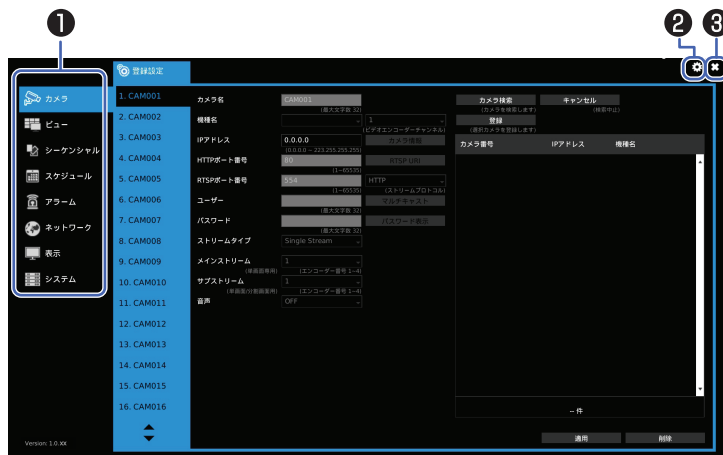 ❶
❷ ❸
登録設定
カメラ
ビュー
シーケンシャル
スケジュール
アラーム
ネットワーク
表示
システム
Version: 1.0.xx
1. CAM001
2. CAM002
3. CAM003
4. CAM004
5. CAM005
6. CAM006
7. CAM007
8. CAM008
9. CAM009
10. CAM010
11. CAM011
12. CAM012
13. CAM013
14. CAM014
15. CAM015
16. CAM016
カメラ名 CAM001
(最大文字数 32)
機種名 1
(ビデオエンコーダーチャンネル)
IPアドレス 0.0.0.0 カメラ情報
(0.0.0.0 ~ 223.255.255.255)
HTTPポート番号 80 RTSP URI
(1~65535)
RTSPポート番号 554 HTTP
(1~65535) (ストリームプロトコル)
ユーザー マルチキャスト
(最大文字数 32)
パスワード パスワード表示
(最大文字数 32)
ストリームタイプ Single Stream
メインストリーム 1
(単画面専用) (エンコーダー番号 1~4)
サブストリーム 1
(単画面/分割画面用) (エンコーダー番号 1~4)
音声 OFF
カメラ検索 キャンセル
(カメラを検索します) (検索中止)
登録
(選択カメラを登録します)
カメラ番号 IPアドレス 機種名
-- 件
適用 削除